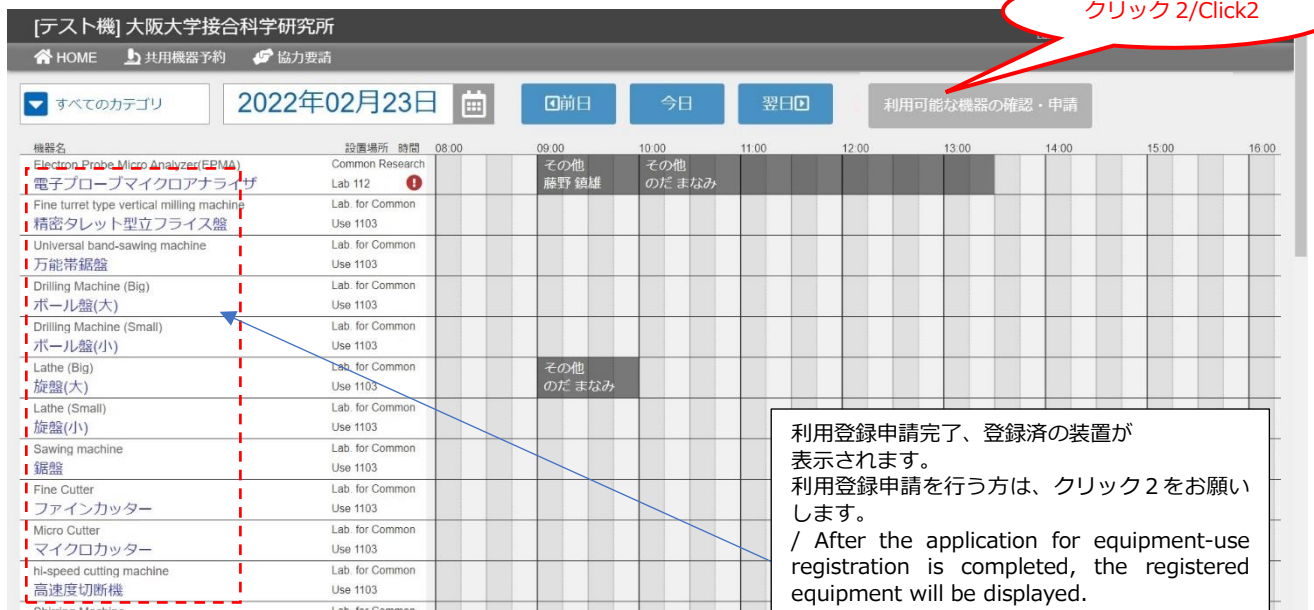 クリック 2/Click2
[テスト機] 大阪大学接合科学研究所
HOME 共用機器予約 協力要請
すべてのカテゴリ 2022年02月23日 前日 今日 翌日 利用可能な機器の確認・申請
機器名 設置場所 時間 08:00 09:00 10:00 11:00 12:00 13:00 14:00 15:00 16:00
Electron Probe Micro Analyzer(EPMA) Common Research その他 その他
電子プローブマイクロアナライザ Lab 112 藤野 鎮雄 のだ まなみ
Fine turret type vertical milling machine Lab. for Common
精密タレット型立フライス盤 Use 1103
Universal band-sawing machine Lab. for Common
万能帯鋸盤 Use 1103
Drilling Machine (Big) Lab. for Common
ボール盤(大) Use 1103
Drilling Machine (Small) Lab. for Common
ボール盤(小) Use 1103
Lathe (Big) Lab. for Common その他
旋盤(大) Use 1103 のだ まなみ
Lathe (Small) Lab. for Common
旋盤(小) Use 1103
Sawing machine Lab. for Common
鋸盤 Use 1103
Fine Cutter Lab. for Common
ファインカッター Use 1103
Micro Cutter Lab. for Common
マイクロカッター Use 1103
hi-speed cutting machine Lab. for Common
高速度切断機 Use 1103
Lab. for Common
利用登録申請完了、登録済の装置が
表示されます。
利用登録申請を行う方は、クリック２をお願い
します。
/ After the application for equipment-use
registration is completed, the registered
equipment will be displayed.